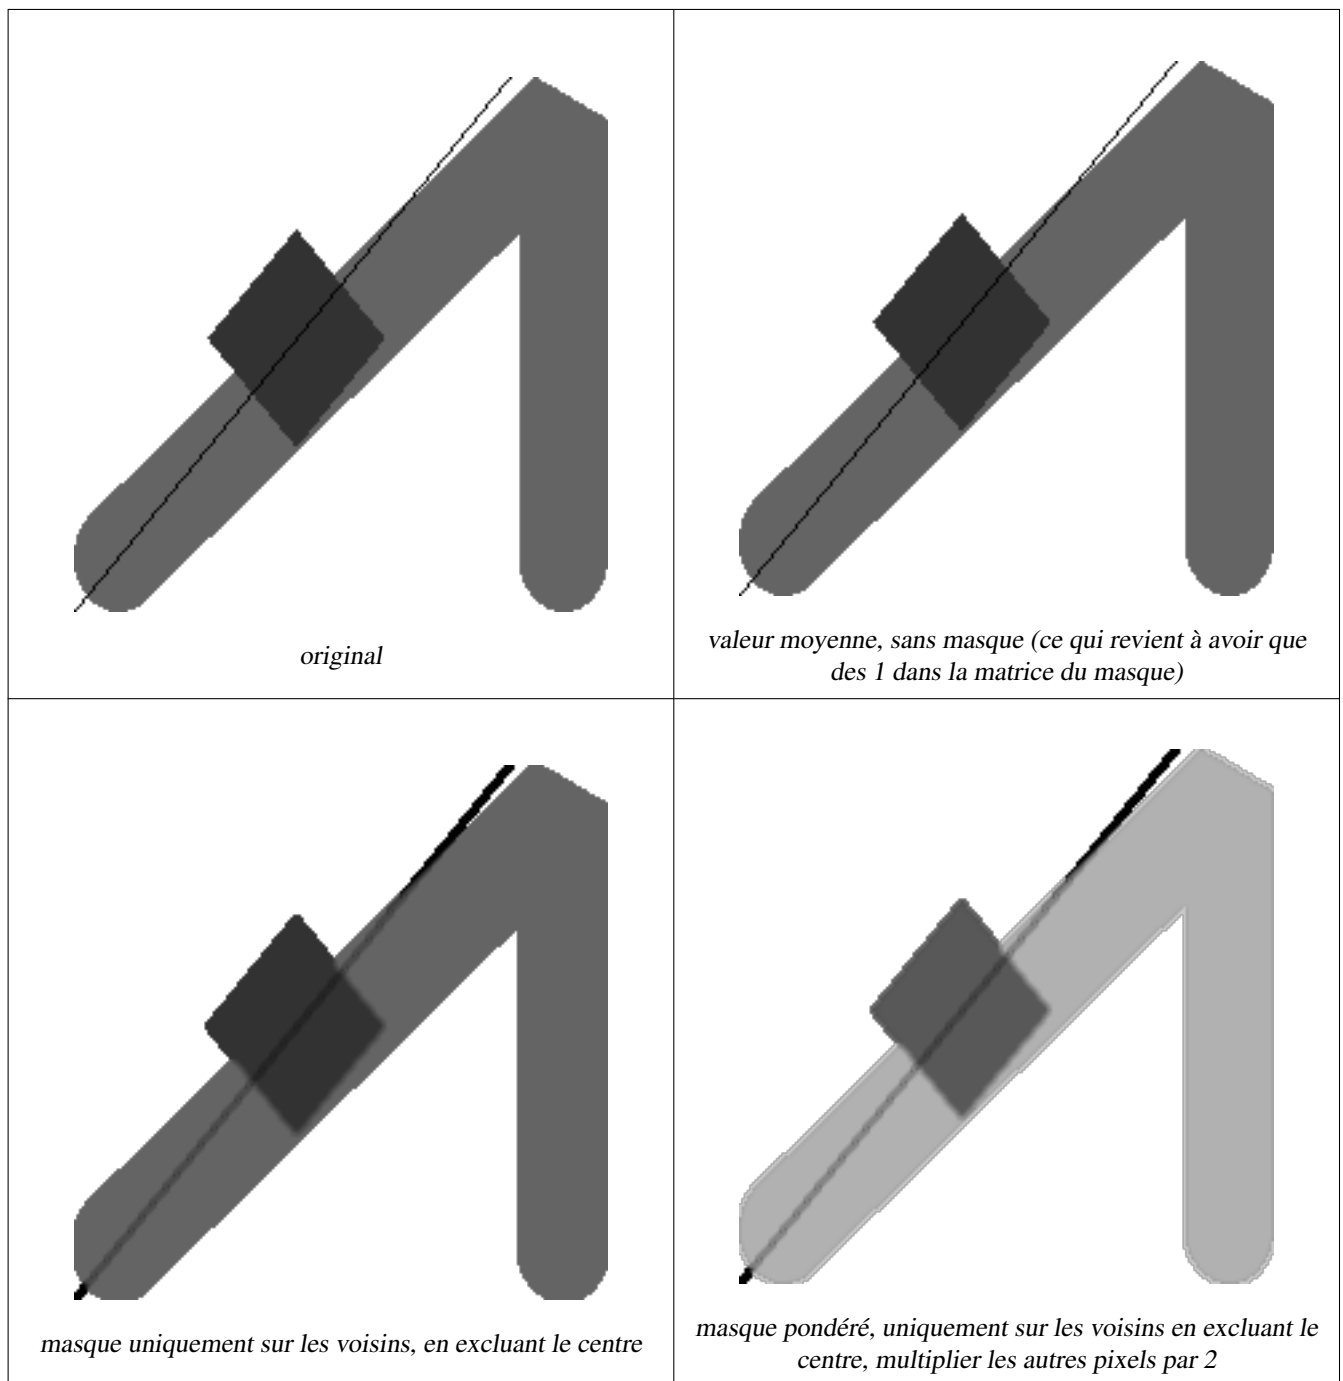 original
valeur moyenne, sans masque (ce qui revient à avoir que
des 1 dans la matrice du masque)
masque uniquement sur les voisins, en excluant le centre
masque pondéré, uniquement sur les voisins en excluant le
centre, multiplier les autres pixels par 2